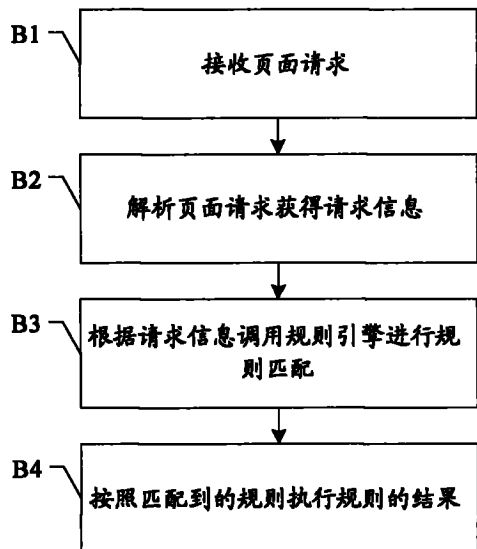 B1
接收页面请求
B2
解析页面请求获得请求信息
B3
根据请求信息调用规则引擎进行规
则匹配
B4
按照匹配到的规则执行规则的结果